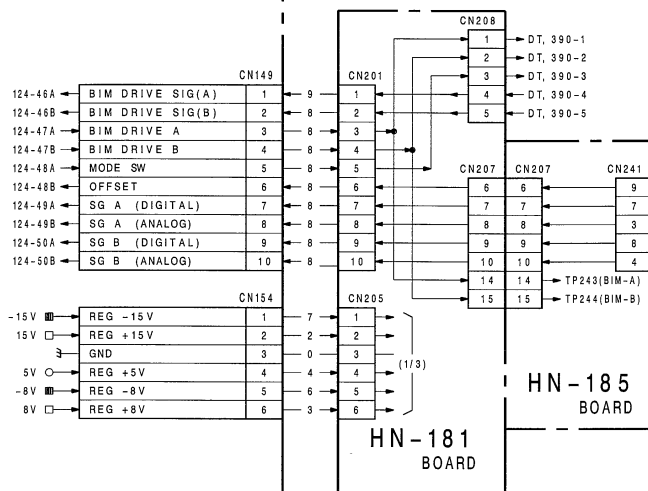 CN208
1 DT, 390-1
2 DT, 390-2
3 DT, 390-3
4 DT, 390-4
5 DT, 390-5
CN149 CN201
124-46A BIM DRIVE SIG(A) 1 9 1
124-46B BIM DRIVE SIG(B) 2 8 2
124-47A BIM DRIVE A 3 8 3
124-47B BIM DRIVE B 4 8 4
124-48A MODE SW 5 8 5
CN207 CN207 CN241
124-48B OFFSET 6 8 6 6 6 9
124-49A SG A (DIGITAL) 7 8 7 7 7 7
124-49B SG A (ANALOG) 8 8 8 8 8 3
124-50A SG B (DIGITAL) 9 8 9 9 9 8
124-50B SG B (ANALOG) 10 8 10 10 10 4
14 14 TP243(BIM-A)
15 15 TP244(BIM-B)
CN154 CN205
-15V REG -15V 1 7 1
15V REG +15V 2 2 2
GND 3 0 3
5V REG +5V 4 4 4
-8V REG -8V 5 6 5
8V REG +8V 6 3 6
(1/3)
HN-185
BOARD
HN-181
BOARD